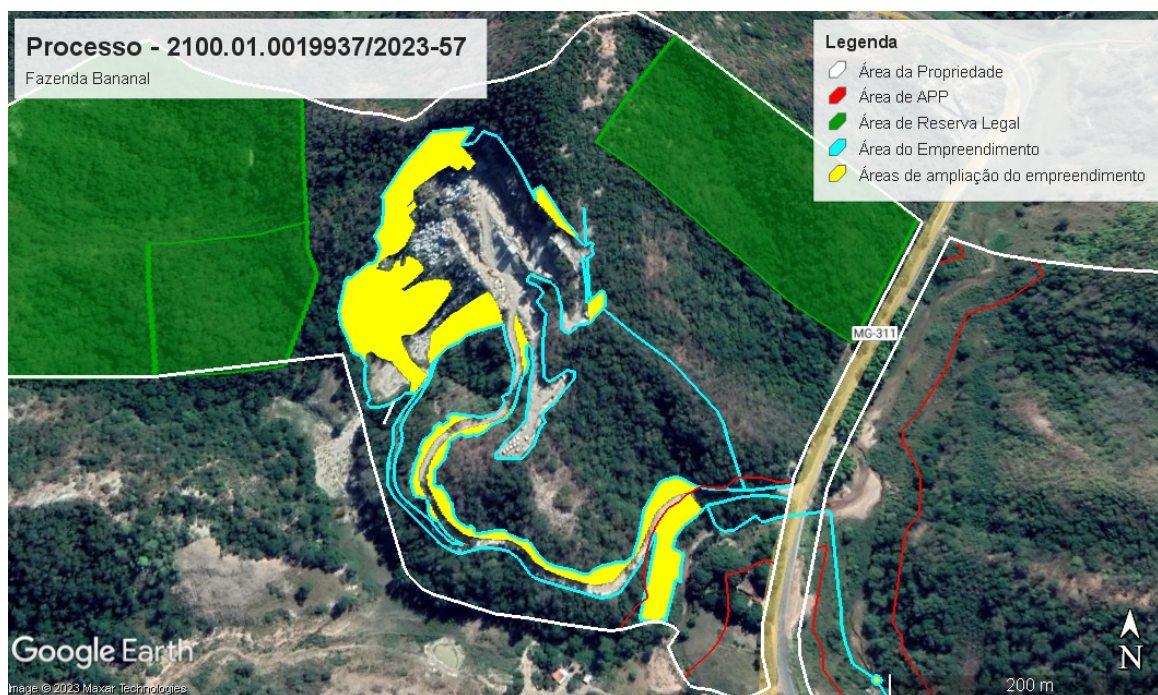 Processo - 2100.01.0019937/2023-57
Fazenda Bananal
Legenda
Área da Propriedade
Área de APP
Área de Reserva Legal
Área do Empreendimento
Áreas de ampliação do empreendimento
MG-311
Google Earth
Image © 2023 Maxar Technologies
200 m
N